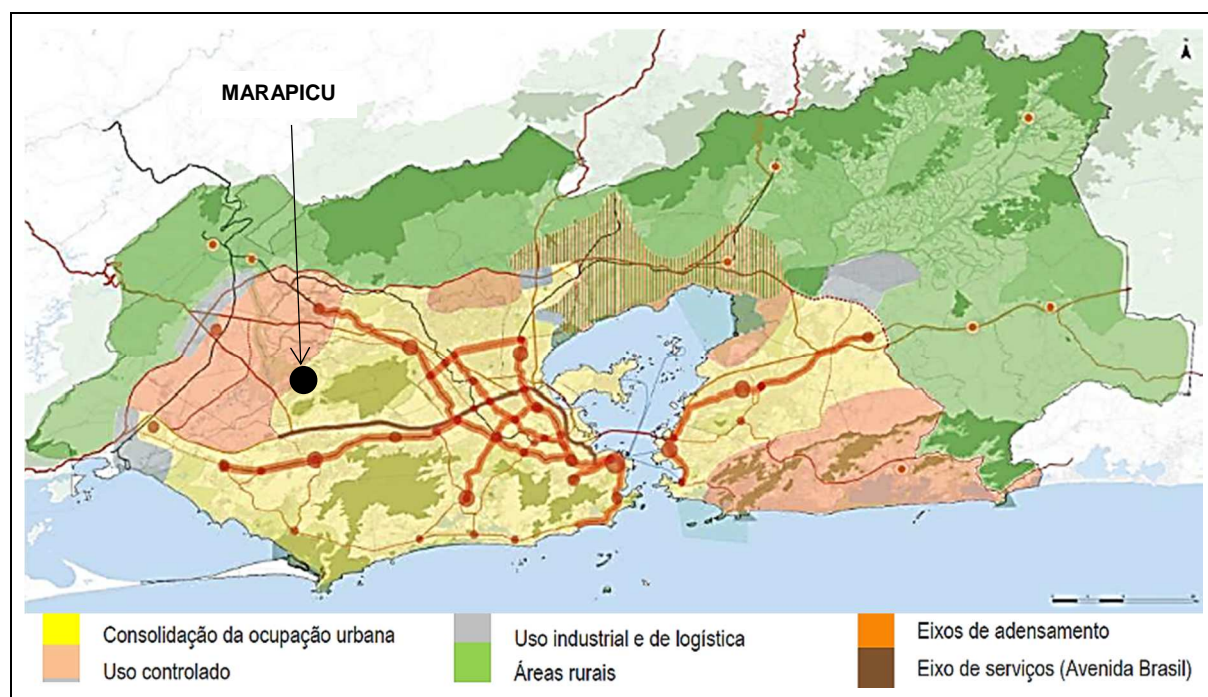 MARAPICU
Consolidação da ocupação urbana
Uso controlado
Uso industrial e de logística
Áreas rurais
Eixos de adensamento
Eixo de serviços (Avenida Brasil)